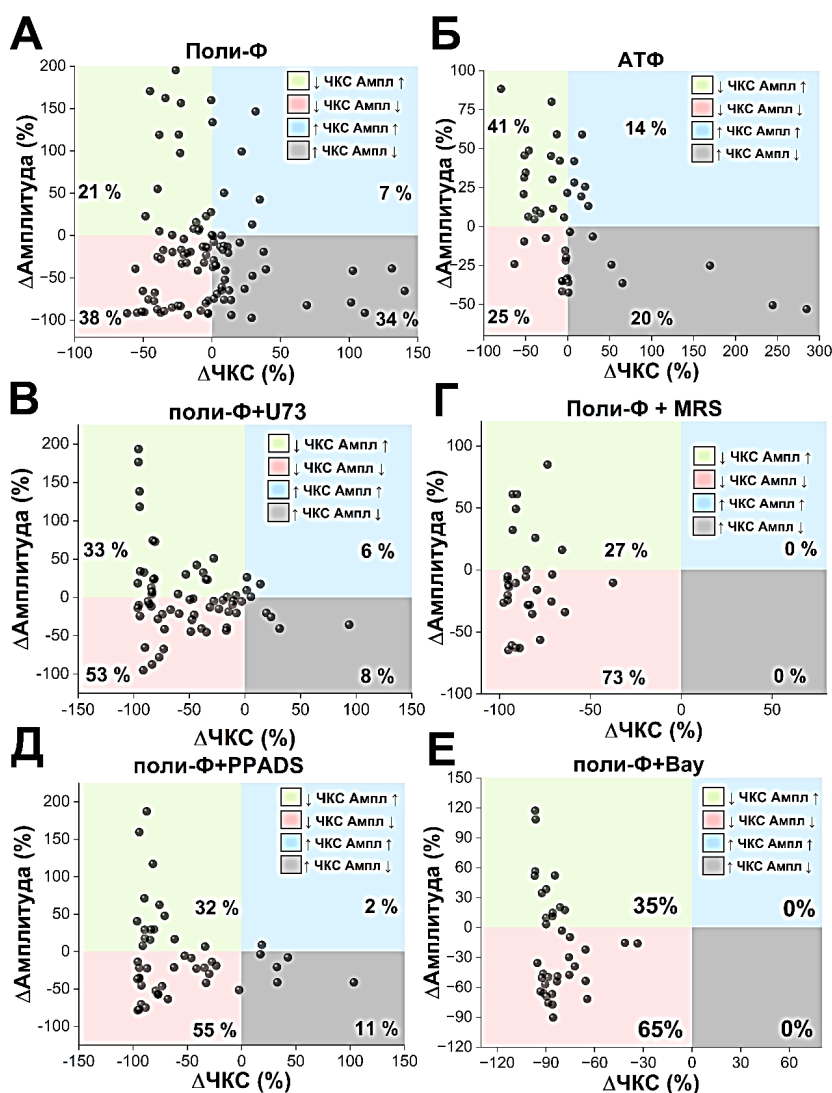 А
Поли-Ф
ΔАмплитуда (%)
200
150
100
50
0
−50
−100
↓ ЧКС Ампл ↑
↓ ЧКС Ампл ↓
↑ ЧКС Ампл ↑
↑ ЧКС Ампл ↓
21 %
7 %
38 %
34 %
−100
−50
0
50
100
150
ΔЧКС (%)
Б
АТФ
ΔАмплитуда (%)
100
75
50
25
0
−25
−50
↓ ЧКС Ампл ↑
↓ ЧКС Ампл ↓
↑ ЧКС Ампл ↑
↑ ЧКС Ампл ↓
41 %
14 %
25 %
20 %
−100
−50
0
50
100
150
200
250
300
ΔЧКС (%)
В
поли-Ф+U73
ΔАмплитуда (%)
200
150
100
50
0
-50
-100
↓ ЧКС Ампл ↑
↓ ЧКС Ампл ↓
↑ ЧКС Ампл ↑
↑ ЧКС Ампл ↓
33 %
6 %
53 %
8 %
-150
-100
-50
0
50
100
150
ΔЧКС (%)
Г
Поли-Ф + MRS
ΔАмплитуда (%)
100
50
0
-50
-100
↓ ЧКС Ампл ↑
↓ ЧКС Ампл ↓
↑ ЧКС Ампл ↑
↑ ЧКС Ампл ↓
27 %
0 %
73 %
0 %
-100
-50
0
50
ΔЧКС (%)
Д
поли-Ф+PPADS
ΔАмплитуда (%)
200
150
100
50
0
-50
-100
↓ ЧКС Ампл ↑
↓ ЧКС Ампл ↓
↑ ЧКС Ампл ↑
↑ ЧКС Ампл ↓
32 %
2 %
55 %
11 %
-150
-100
-50
0
50
100
150
ΔЧКС (%)
Е
поли-Ф+Bay
ΔАмплитуда (%)
150
120
90
60
30
0
−30
−60
−90
−120
↓ ЧКС Ампл ↑
↓ ЧКС Ампл ↓
↑ ЧКС Ампл ↑
↑ ЧКС Ампл ↓
35%
0%
65%
0%
−120
−90
−60
−30
0
30
60
ΔЧКС (%)